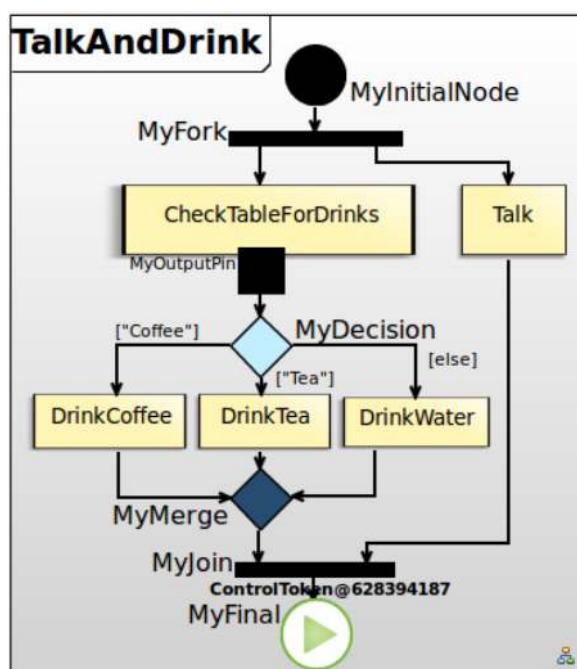 TalkAndDrink
MyInitialNode
MyFork
CheckTableForDrinks
Talk
MyOutputPin
MyDecision
["Coffee"]
["Tea"]
[else]
DrinkCoffee
DrinkTea
DrinkWater
MyMerge
MyJoin
ControlToken@628394187
MyFinal